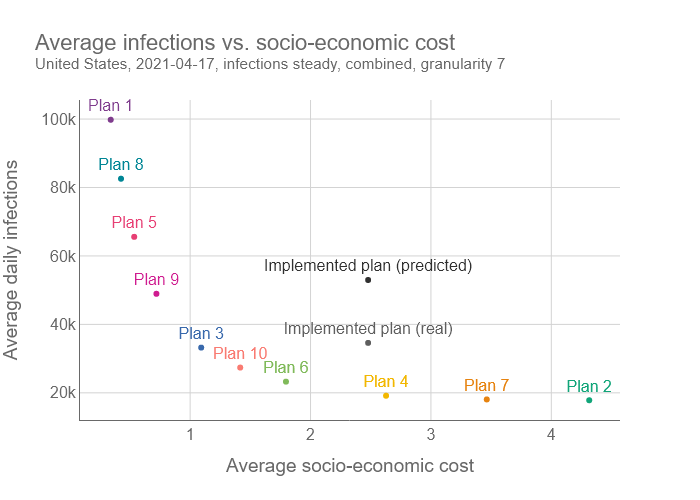 Average infections vs. socio-economic cost
United States, 2021-04-17, infections steady, combined, granularity 7
Average daily infections
100k
80k
60k
40k
20k
Plan 1
Plan 8
Plan 5
Plan 9
Implemented plan (predicted)
Plan 3
Implemented plan (real)
Plan 10
Plan 6
Plan 4
Plan 7
Plan 2
1
2
3
4
Average socio-economic cost